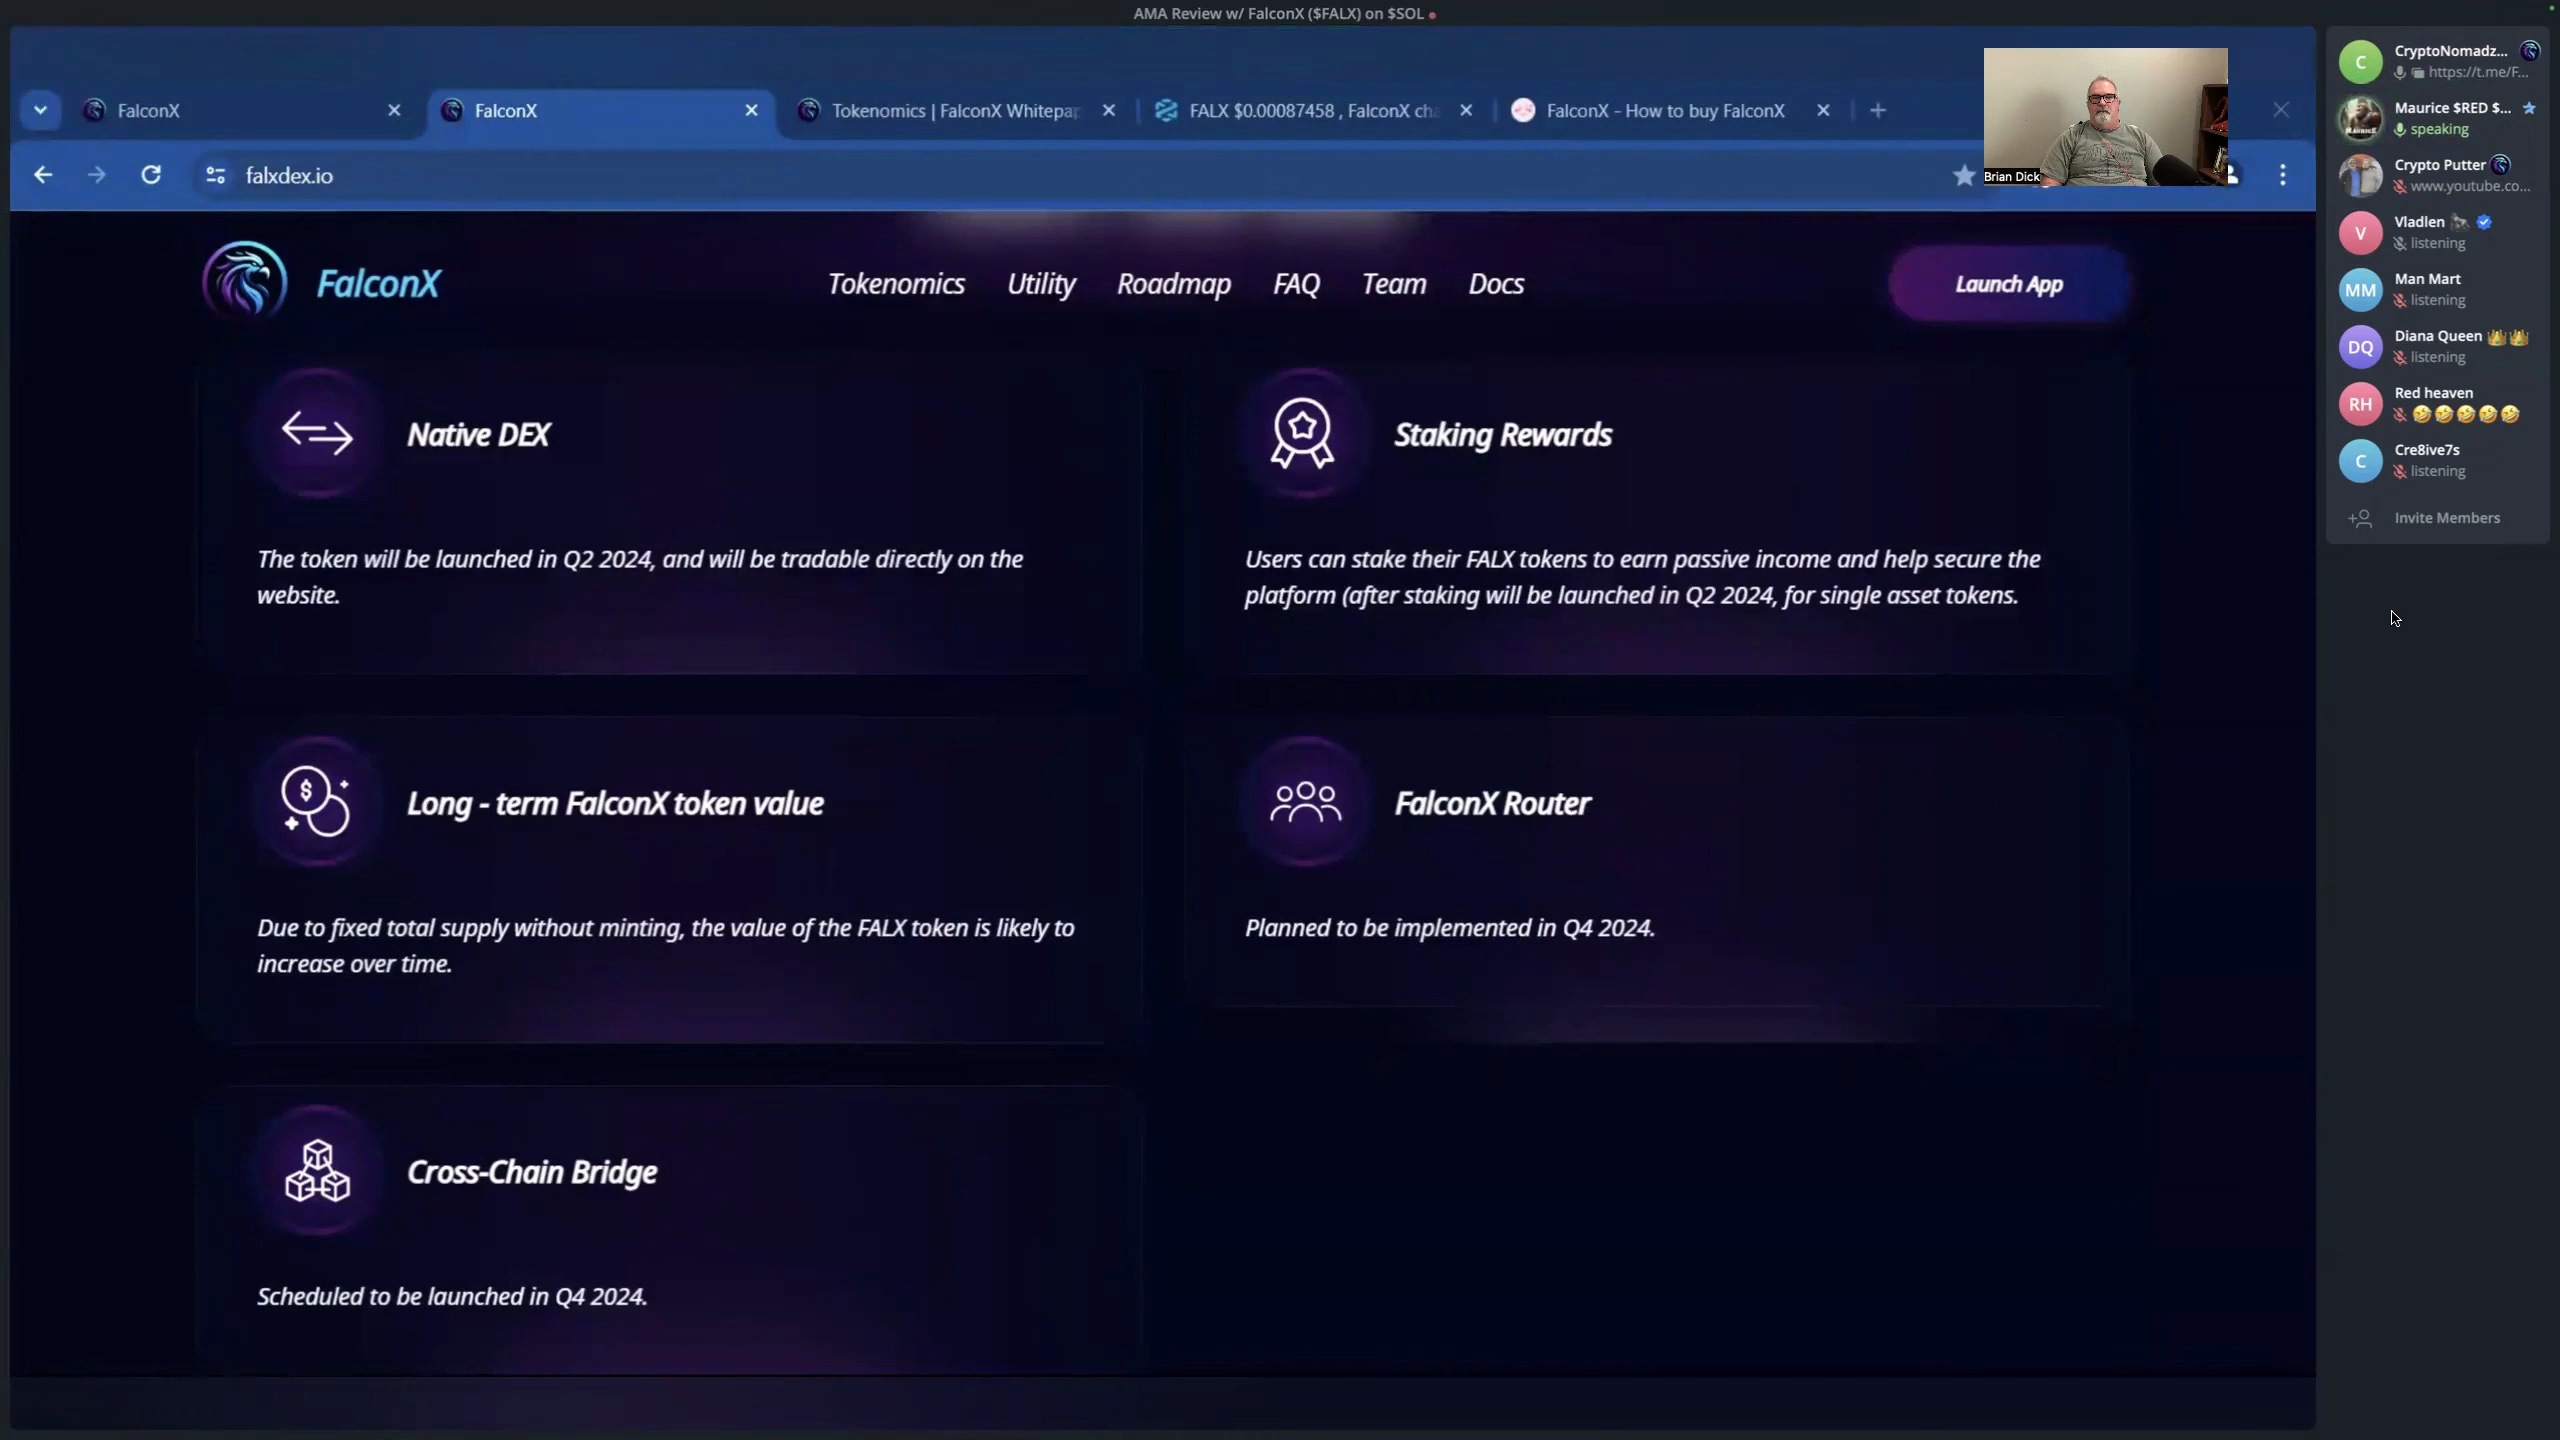 AMA Review w/ FalconX ($FALX) on $SOL
FalconX
FalconX
Tokenomics | FalconX Whitepap
FALX $0.00087458 , FalconX cha
FalconX – How to buy FalconX
falxdex.io
Brian Dick
FalconX
Tokenomics
Utility
Roadmap
FAQ
Team
Docs
Launch App
Native DEX
The token will be launched in Q2 2024, and will be tradable directly on the
website.
Staking Rewards
Users can stake their FALX tokens to earn passive income and help secure the
platform (after staking will be launched in Q2 2024, for single asset tokens.
Long - term FalconX token value
Due to fixed total supply without minting, the value of the FALX token is likely to
increase over time.
FalconX Router
Planned to be implemented in Q4 2024.
Cross-Chain Bridge
Scheduled to be launched in Q4 2024.
C
CryptoNomadz...
https://t.me/F...
Maurice $RED $...
speaking
Crypto Putter
www.youtube.co...
V
Vladlen
listening
MM
Man Mart
listening
DQ
Diana Queen 👑👑
listening
RH
Red heaven
🤣🤣🤣🤣🤣
C
Cre8ive7s
listening
Invite Members